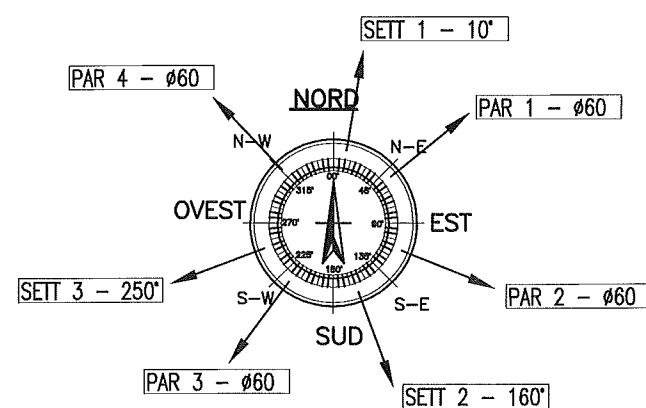 SETT 1 - 10°
PAR 4 - ø60
NORD
PAR 1 - ø60
N-W
N-E
00°
315°
45°
OVEST
270°
90°
EST
225°
135°
180°
SETT 3 - 250°
S-W
S-E
PAR 2 - ø60
SUD
PAR 3 - ø60
SETT 2 - 160°